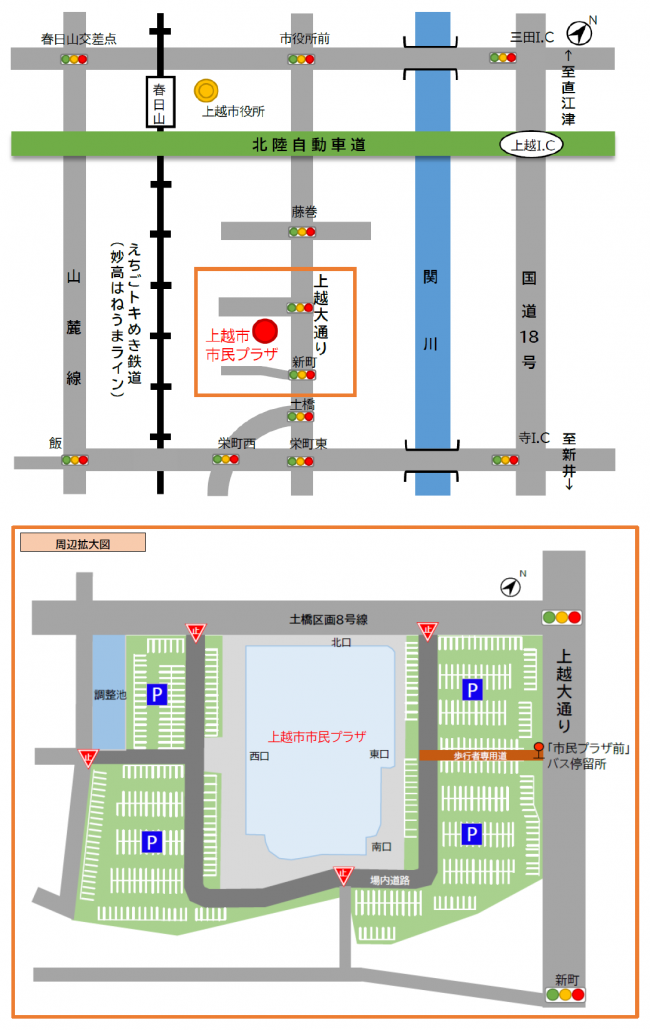 N
春日山交差点
市役所前
三田I.C
←至直江津
春日山
上越市役所
北陸自動車道
上越I.C
藤巻
えちごトキめき鉄道
(妙高はねうまライン)
山麓線
上越大通り
関川
国道18号
上越市
市民プラザ
新町
土橋
飯
栄町西
栄町東
寺I.C
至新井→
周辺拡大図
N
土橋区画8号線
止
止
北口
調整池
P
P
上越大通り
上越市市民プラザ
西口
東口
歩行者専用道
「市民プラザ前」
バス停留所
止
P
P
南口
止
場内道路
新町